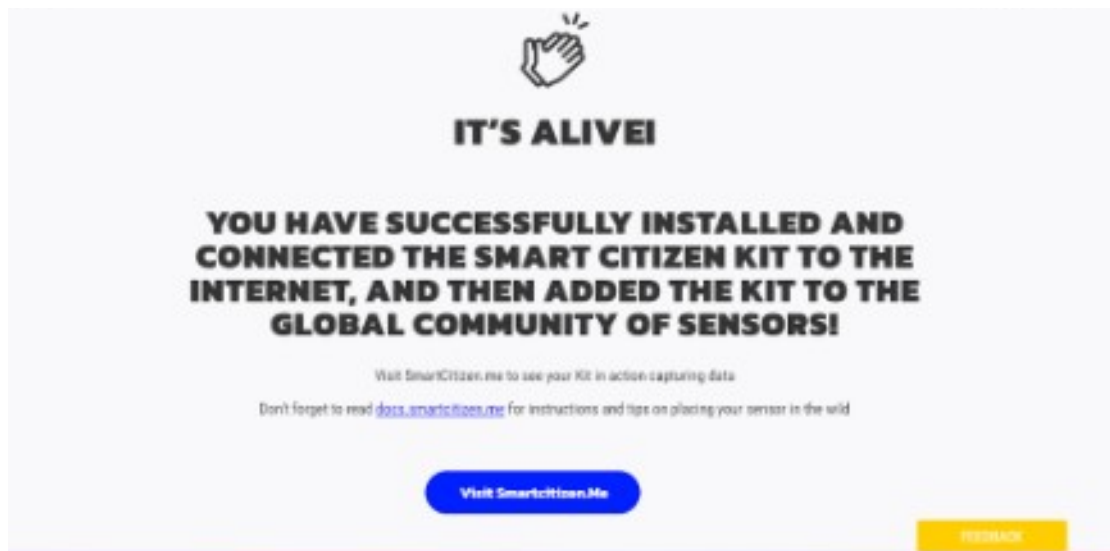 IT'S ALIVE!
YOU HAVE SUCCESSFULLY INSTALLED AND
CONNECTED THE SMART CITIZEN KIT TO THE
INTERNET, AND THEN ADDED THE KIT TO THE
GLOBAL COMMUNITY OF SENSORS!
Visit SmartCitizen.me to see your Kit in action capturing data
Don't forget to read docs.smartcitizen.me for instructions and tips on placing your sensor in the wild
Visit Smartcitizen.Me
FEEDBACK